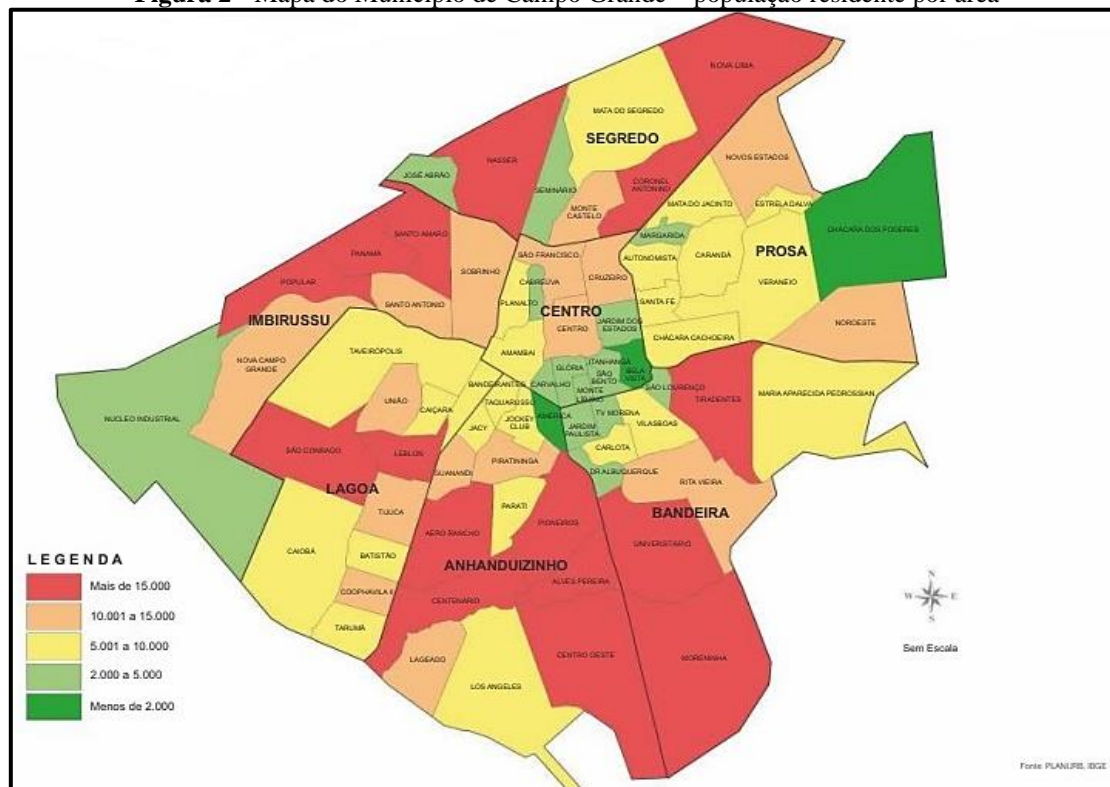 Figura 2 - Mapa do Município de Campo Grande – população residente por área
NOVA LIMA
MATA DO SEGREDO
SEGREDO
NASSER
JOSÉ ABRÃO
SEMINÁRIO
CORONEL
ANTONINO
MONTE
CASTELO
NOVOS ESTADOS
MATA DO JACINTO
ESTRELA DALVA
MARGARIDA
CHÁCARA DOS PODERES
PROSA
CARANDÁ
AUTONOMISTA
VERANEIO
SANTA FÉ
CHÁCARA CACHOEIRA
NOROESTE
SANTO AMARO
PANAMÁ
POPULAR
SOBRINHO
SANTO ANTONIO
IMBIRUSSU
NOVA CAMPO
GRANDE
NUCLEO INDUSTRIAL
SÃO FRANCISCO
CRUZEIRO
CABREUVA
PLANALTO
CENTRO
CENTRO
JARDIM DOS
ESTADOS
AMAMBAI
GLÓRIA
ITANHANGÁ
SÃO
BENTO
BELA
VISTA
CARVALHO
MONTE
LIBANO
SÃO LOURENÇO
TIRADENTES
MARIA APARECIDA PEDROSSIAN
TAVEIRÓPOLIS
BANDEIRANTES
UNIÃO
CAIÇARA
TAQUARUSSO
JACY
JOCKEY
CLUB
AMÉRICA
JARDIM
PAULISTA
TV MORENA
VILASBOAS
CARLOTA
DR ALBUQUERQUE
RITA VIEIRA
BANDEIRA
UNIVERSITÁRIO
MORENINHA
SÃO CONRADO
LEBLON
LAGOA
GUANANDI
PIRATININGA
TIJUCA
CAIOBÁ
BATISTÃO
COOPHAVILA II
TARUMÃ
AERO RANCHO
PARATI
PIONEIROS
ANHANDUIZINHO
ALVES PEREIRA
CENTENÁRIO
LAGEADO
LOS ANGELES
CENTRO OESTE
LEGENDA
Mais de 15.000
10.001 a 15.000
5.001 a 10.000
2.000 a 5.000
Menos de 2.000
N
W
E
S
Sem Escala
Fonte PLANURB, IBGE